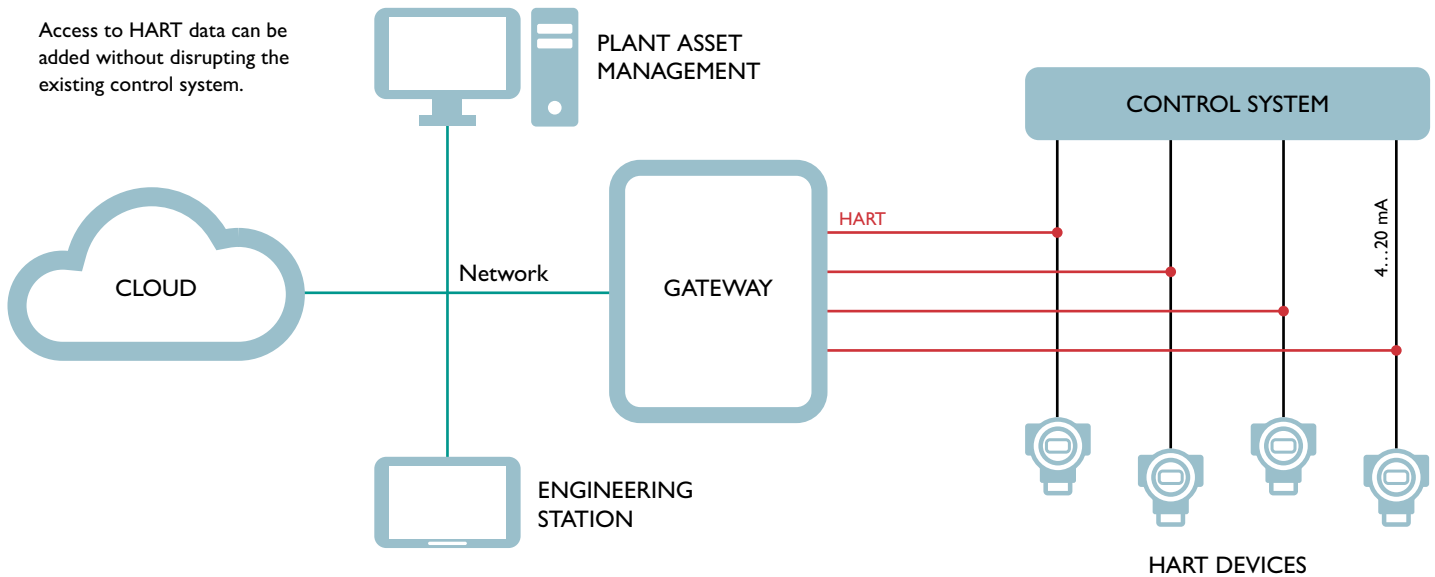 Access to HART data can be
added without disrupting the
existing control system.
PLANT ASSET
MANAGEMENT
CONTROL SYSTEM
HART
4...20 mA
CLOUD
Network
GATEWAY
ENGINEERING
STATION
HART DEVICES